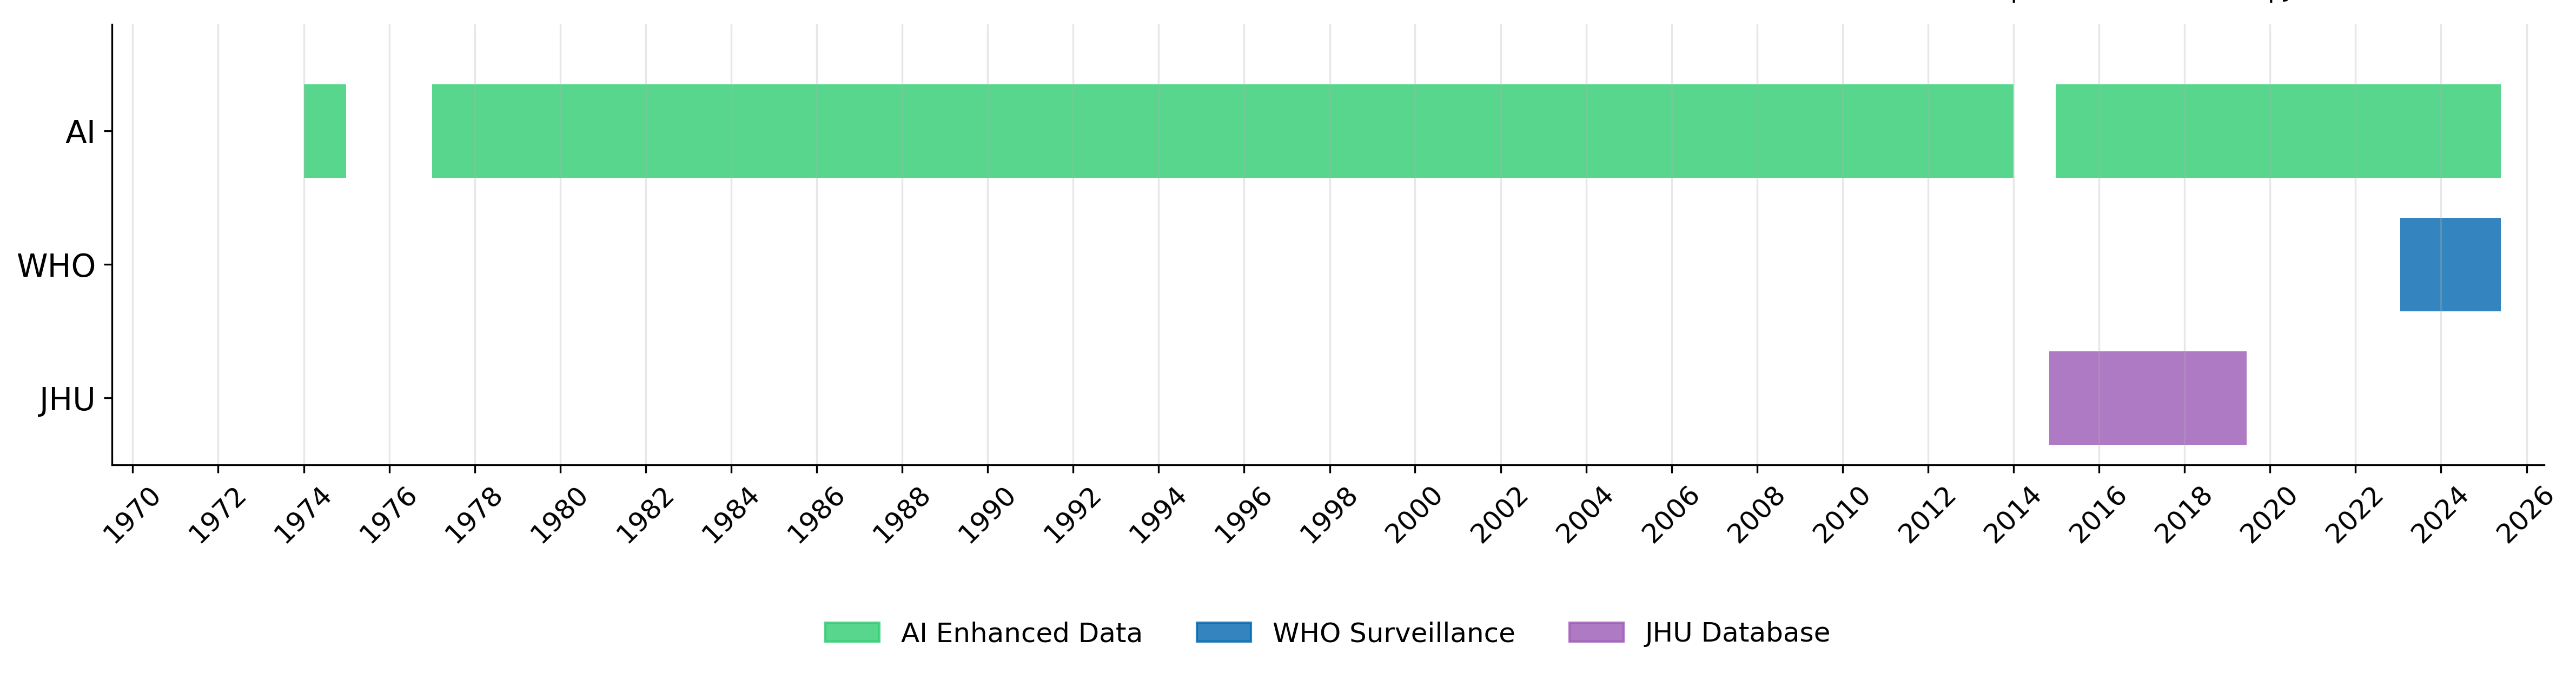 AI
WHO
JHU
1970 1972 1974 1976 1978 1980 1982 1984 1986 1988 1990 1992 1994 1996 1998 2000 2002 2004 2006 2008 2010 2012 2014 2016 2018 2020 2022 2024 2026
AI Enhanced Data WHO Surveillance JHU Database